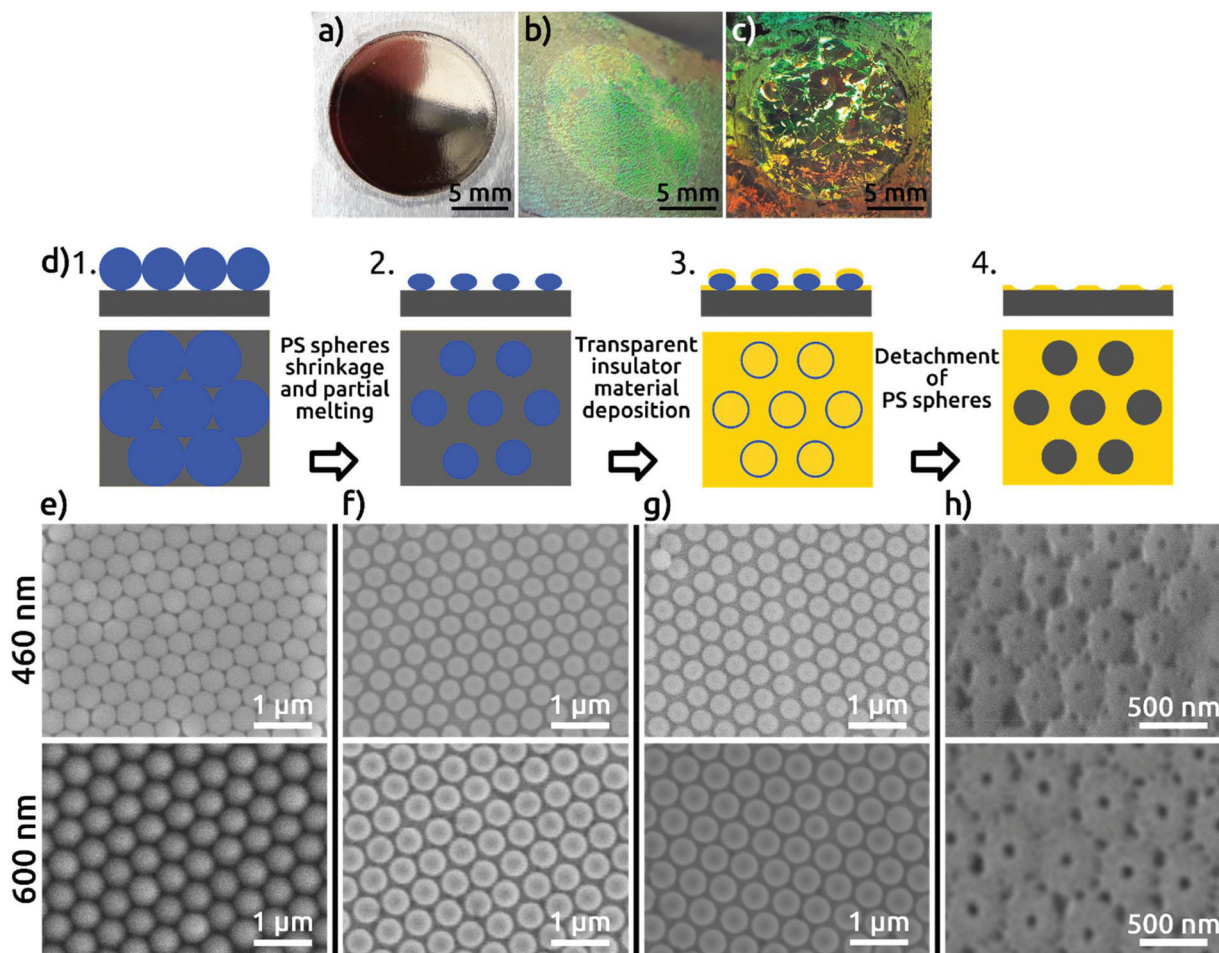 a)
b)
c)
5 mm
5 mm
5 mm
d) 1.
2.
3.
4.
PS spheres
shrinkage
and partial
melting
Transparent
insulator
material
deposition
Detachment
of
PS spheres
e)
f)
g)
h)
460 nm
1 µm
1 µm
1 µm
500 nm
600 nm
1 µm
1 µm
1 µm
500 nm